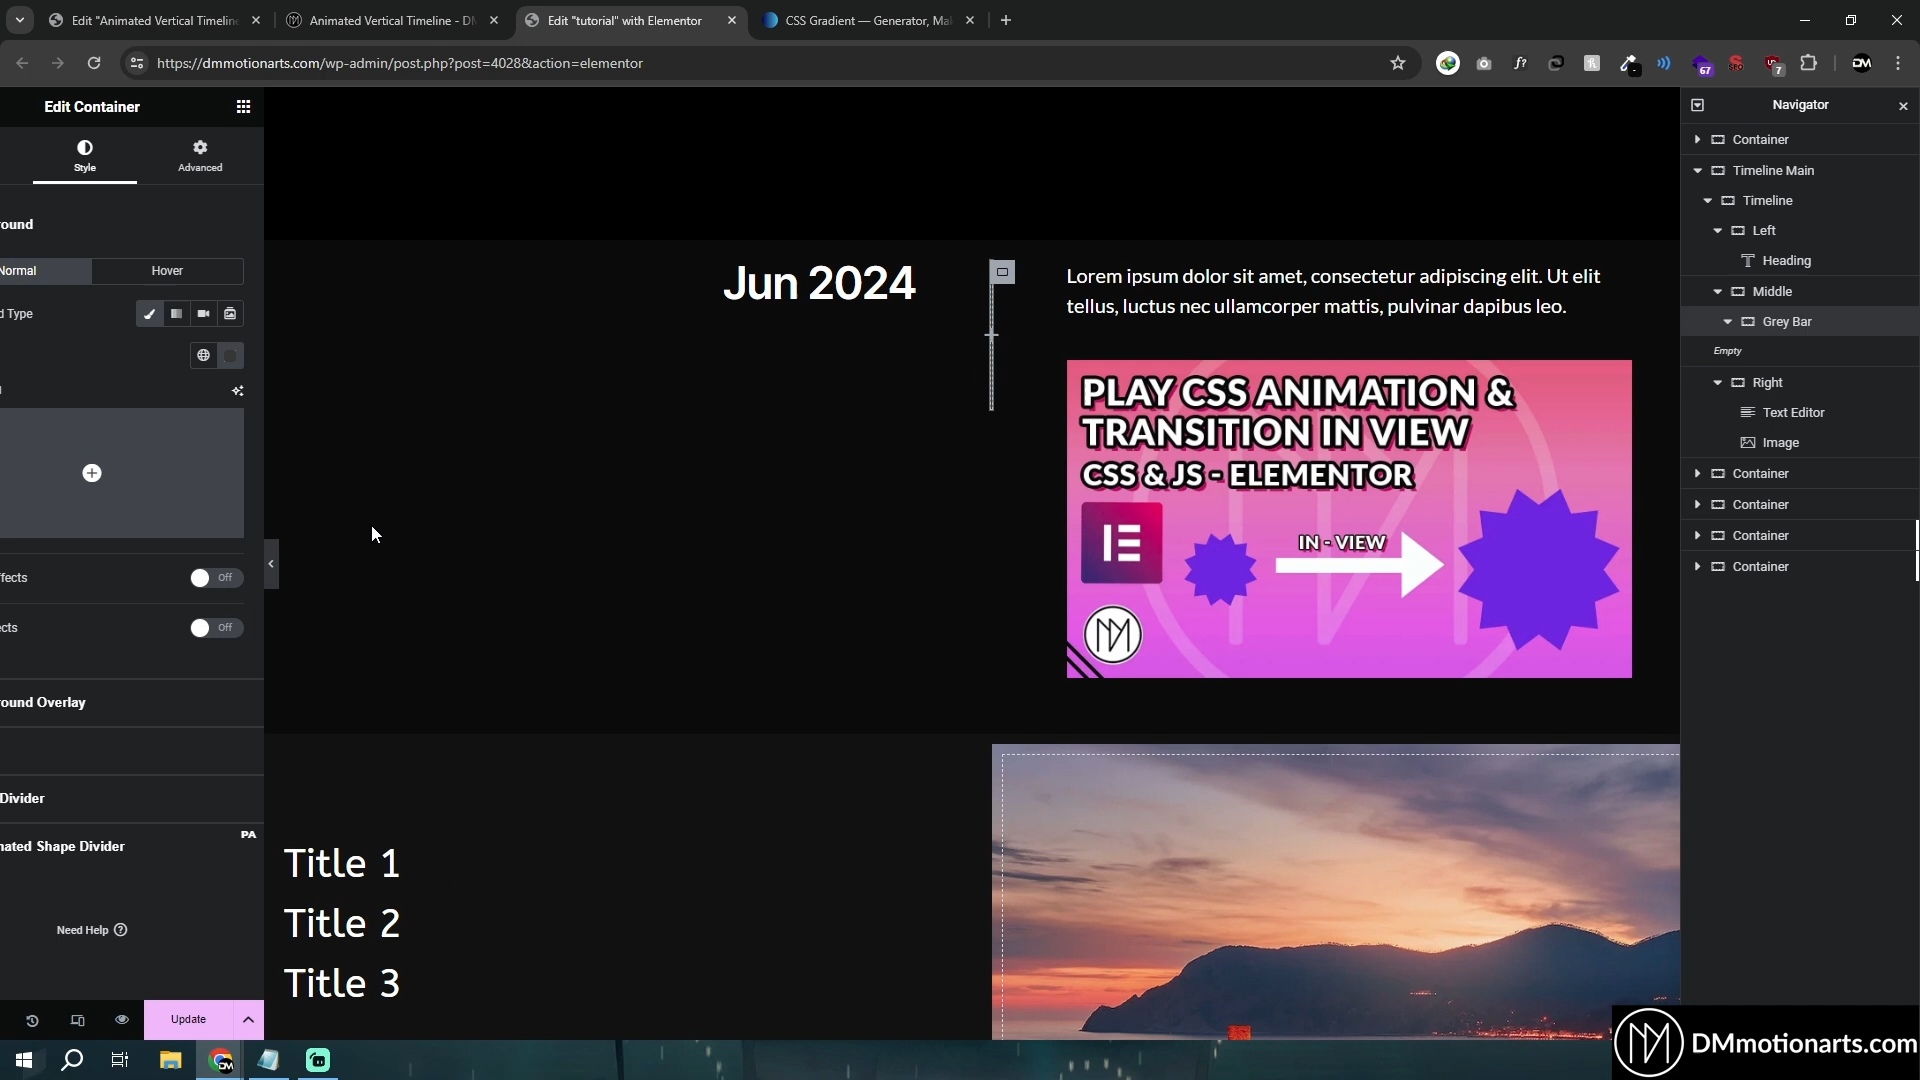 Edit "Animated Vertical Timeline
Animated Vertical Timeline - DM
Edit "tutorial" with Elementor
CSS Gradient — Generator, Ma
https://dmmotionarts.com/wp-admin/post.php?post=4028&action=elementor
f?
67
7
DM
Edit Container
Style
Advanced
ound
Normal
Hover
d Type
ffects
Off
ects
Off
ound Overlay
Divider
PA
nated Shape Divider
Need Help
Update
Jun 2024
Lorem ipsum dolor sit amet, consectetur adipiscing elit. Ut elit
tellus, luctus nec ullamcorper mattis, pulvinar dapibus leo.
PLAY CSS ANIMATION &
TRANSITION IN VIEW
CSS & JS - ELEMENTOR
IN - VIEW
Title 1
Title 2
Title 3
Navigator
Container
Timeline Main
Timeline
Left
Heading
Middle
Grey Bar
Empty
Right
Text Editor
Image
Container
Container
Container
Container
DMmotionarts.com